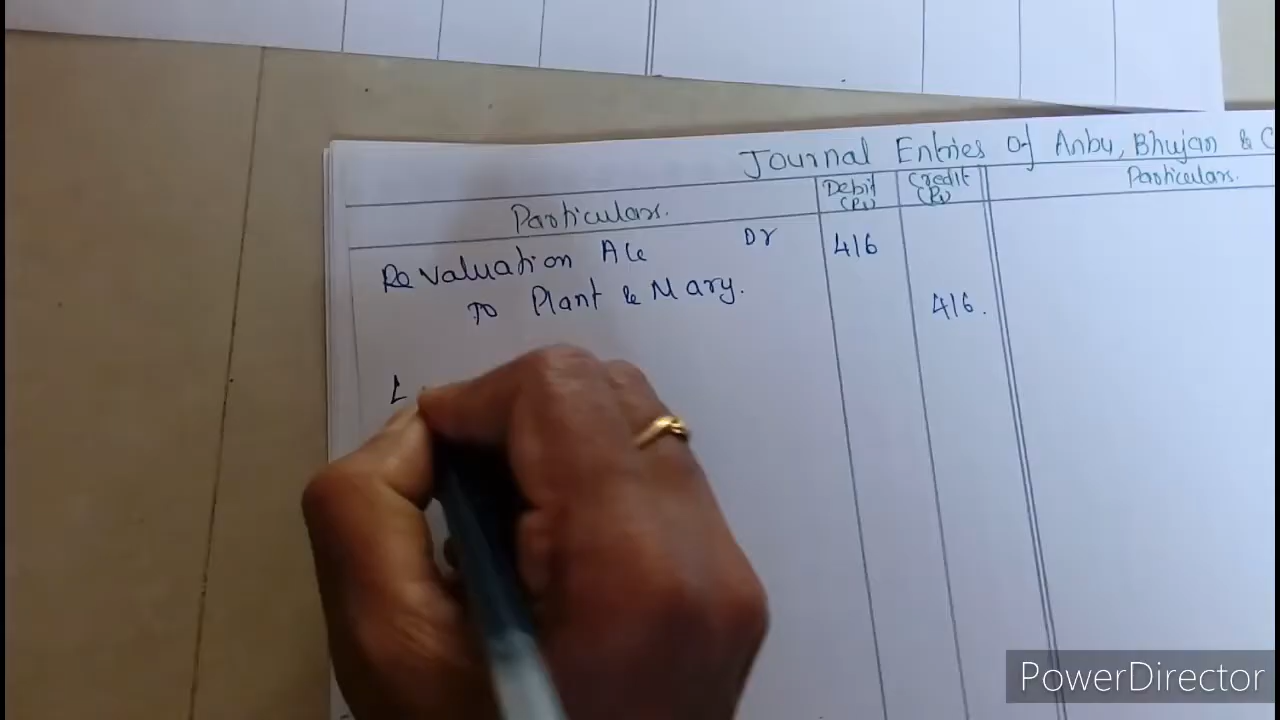 Journal Entries Of Anbu, Bhujan & C
Particulars. Debit (Rs) Credit (Rs) Particulars.
Revaluation A/c Dr 416
To Plant & Mary. 416.
L
PowerDirector